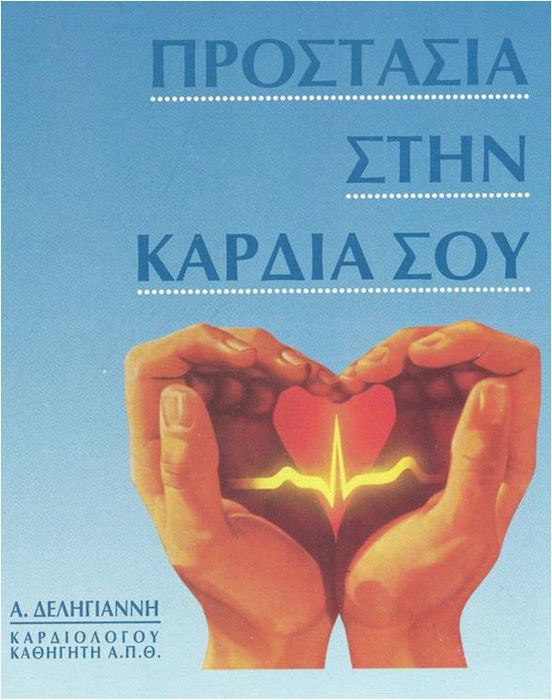 ΠΡΟΣΤΑΣΙΑ
ΣΤΗΝ
ΚΑΡΔΙΑ ΣΟΥ
Α. ΔΕΛΗΓΙΑΝΝΗ
ΚΑΡΔΙΟΛΟΓΟΥ
ΚΑΘΗΓΗΤΗ Α.Π.Θ.